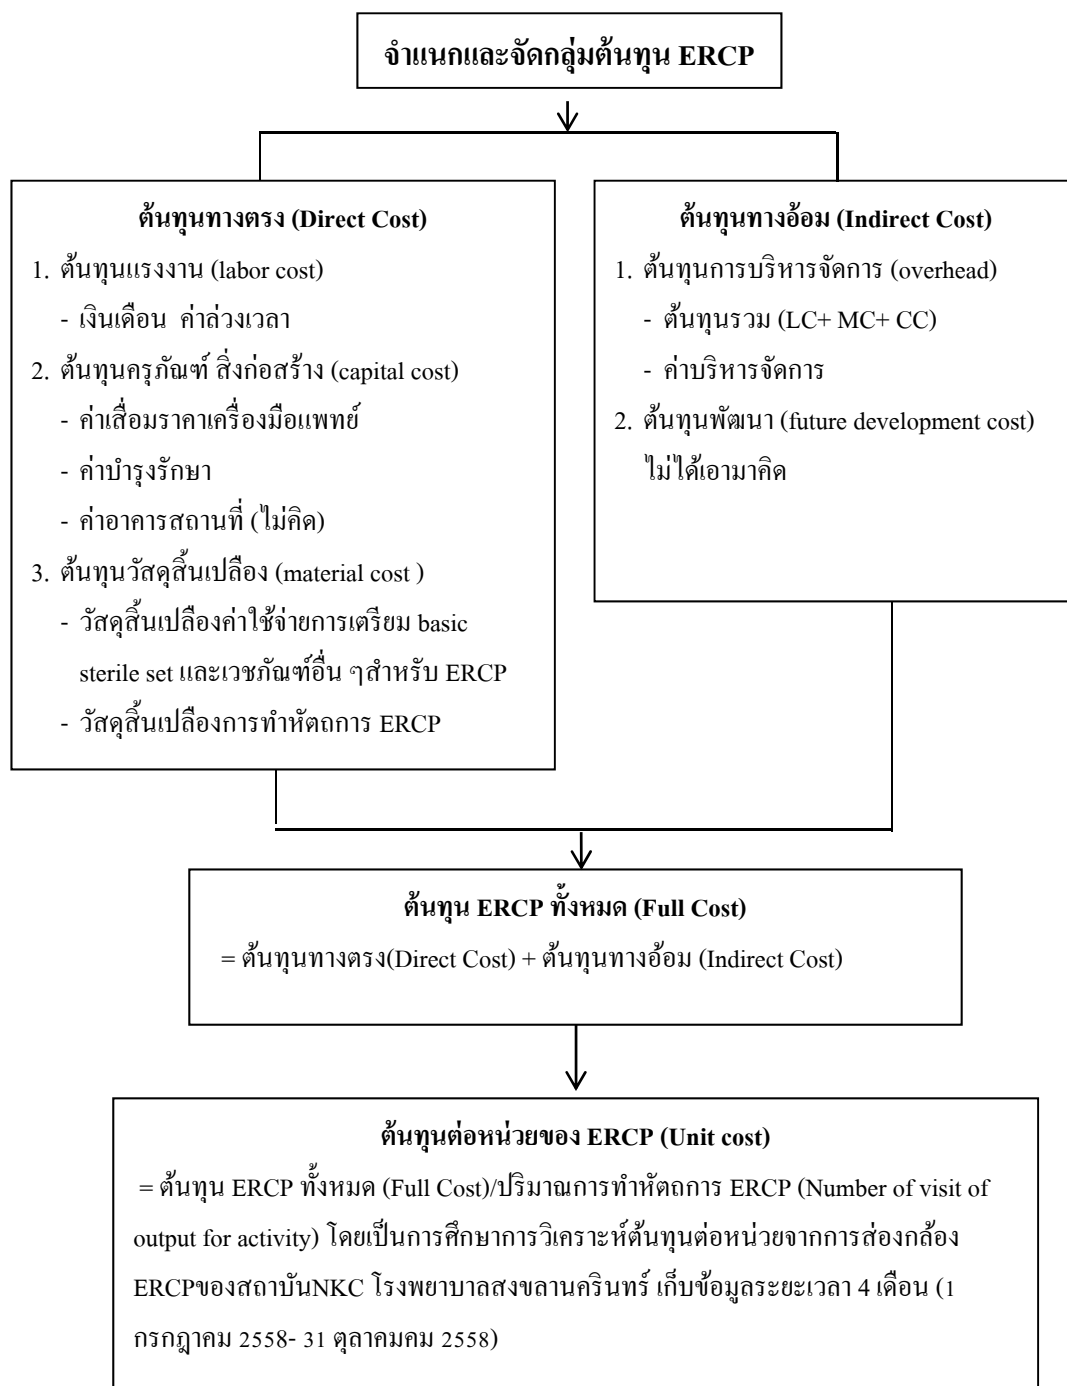 จำแนกและจัดกลุ่มต้นทุน ERCP
ต้นทุนทางตรง (Direct Cost)
1. ต้นทุนแรงงาน (labor cost)
- เงินเดือน ค่าล่วงเวลา
2. ต้นทุนครุภัณฑ์ สิ่งก่อสร้าง (capital cost)
- ค่าเสื่อมราคาเครื่องมือแพทย์
- ค่าบำรุงรักษา
- ค่าอาคารสถานที่ (ไม่คิด)
3. ต้นทุนวัสดุสิ้นเปลือง (material cost )
- วัสดุสิ้นเปลืองค่าใช้จ่ายการเตรียม basic
sterile set และเวชภัณฑ์อื่น ๆสำหรับ ERCP
- วัสดุสิ้นเปลืองการทำหัตถการ ERCP
ต้นทุนทางอ้อม (Indirect Cost)
1. ต้นทุนการบริหารจัดการ (overhead)
- ต้นทุนรวม (LC+ MC+ CC)
- ค่าบริหารจัดการ
2. ต้นทุนพัฒนา (future development cost)
ไม่ได้เอามาคิด
ต้นทุน ERCP ทั้งหมด (Full Cost)
= ต้นทุนทางตรง(Direct Cost) + ต้นทุนทางอ้อม (Indirect Cost)
ต้นทุนต่อหน่วยของ ERCP (Unit cost)
= ต้นทุน ERCP ทั้งหมด (Full Cost)/ปริมาณการทำหัตถการ ERCP (Number of visit of
output for activity) โดยเป็นการศึกษาการวิเคราะห์ต้นทุนต่อหน่วยจากการส่องกล้อง
ERCPของสถาบันNKC โรงพยาบาลสงขลานครินทร์ เก็บข้อมูลระยะเวลา 4 เดือน (1
กรกฎาคม 2558- 31 ตุลาคมคม 2558)